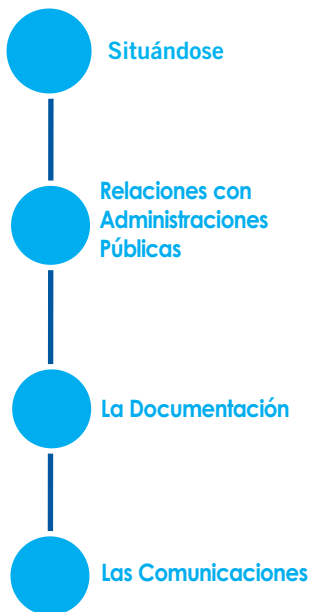 Situándose
Relaciones con
Administraciones
Públicas
La Documentación
Las Comunicaciones